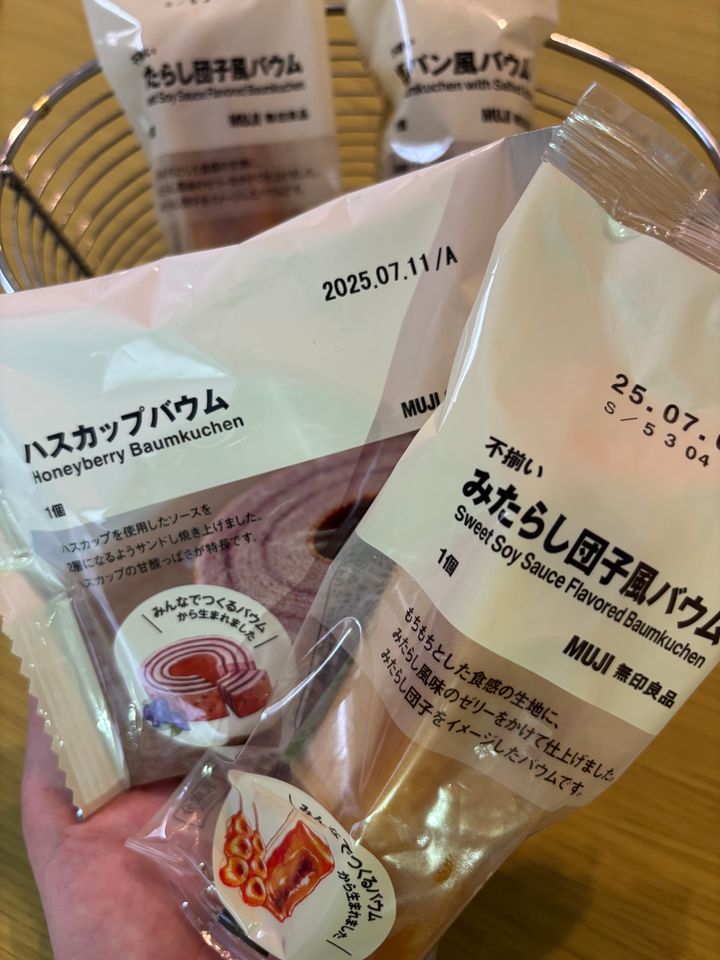 たらし団子風バウム
Soy Sauce Flavored Baumkuchen
MUJI 無印良品
パン風バウム
MUJI
2025.07.11/A
ハスカップバウム
Honeyberry Baumkuchen
MUJI
1個
ハスカップを使用したソースを
2層になるようサンドし焼き上げました。
ハスカップの甘酸っぱさが特長です。
みんなでつくるバウム
から生まれました
25.07.
S/5304
不揃い
みたらし団子風バウム
Sweet Soy Sauce Flavored Baumkuchen
1個
MUJI 無印良品
もちもちとした食感の生地に、
みたらし風味のゼリーをかけて仕上げました。
みたらし団子をイメージしたバウムです。
でつくるバウム
から生まれました